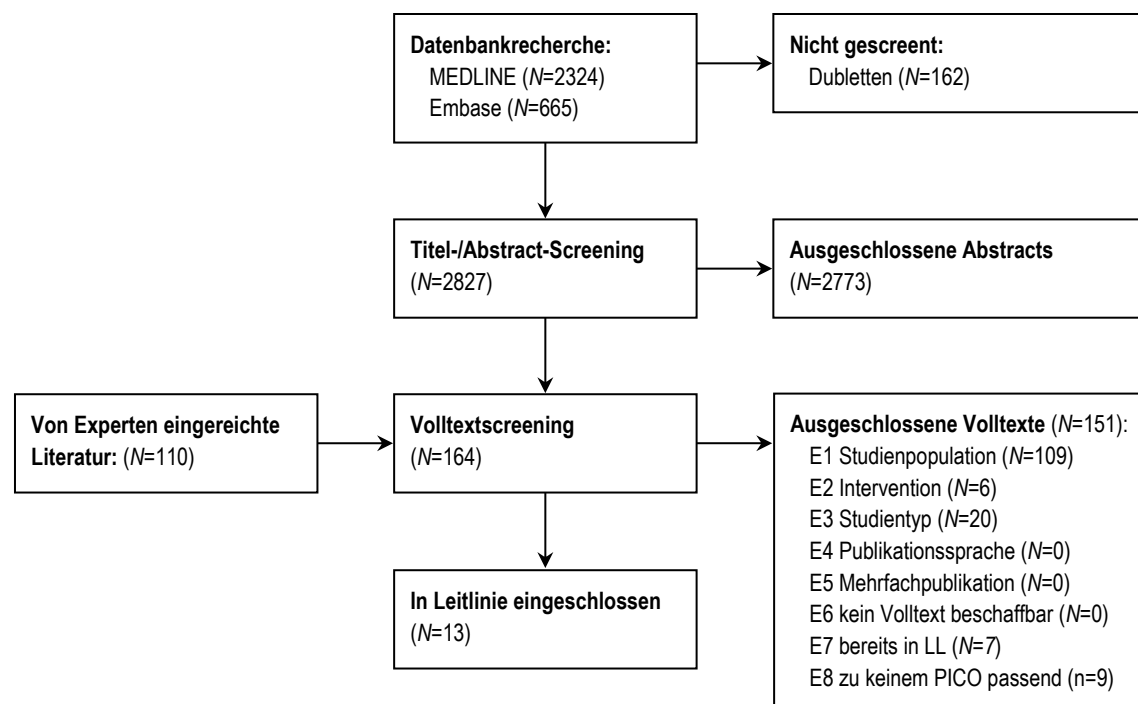 Datenbankrecherche:
MEDLINE (N=2324)
Embase (N=665)
Nicht gescreent:
Dubletten (N=162)
Titel-/Abstract-Screening
(N=2827)
Ausgeschlossene Abstracts
(N=2773)
Von Experten eingereichte
Literatur: (N=110)
Volltextscreening
(N=164)
Ausgeschlossene Volltexte (N=151):
E1 Studienpopulation (N=109)
E2 Intervention (N=6)
E3 Studientyp (N=20)
E4 Publikationssprache (N=0)
E5 Mehrfachpublikation (N=0)
E6 kein Volltext beschaffbar (N=0)
E7 bereits in LL (N=7)
E8 zu keinem PICO passend (n=9)
In Leitlinie eingeschlossen
(N=13)